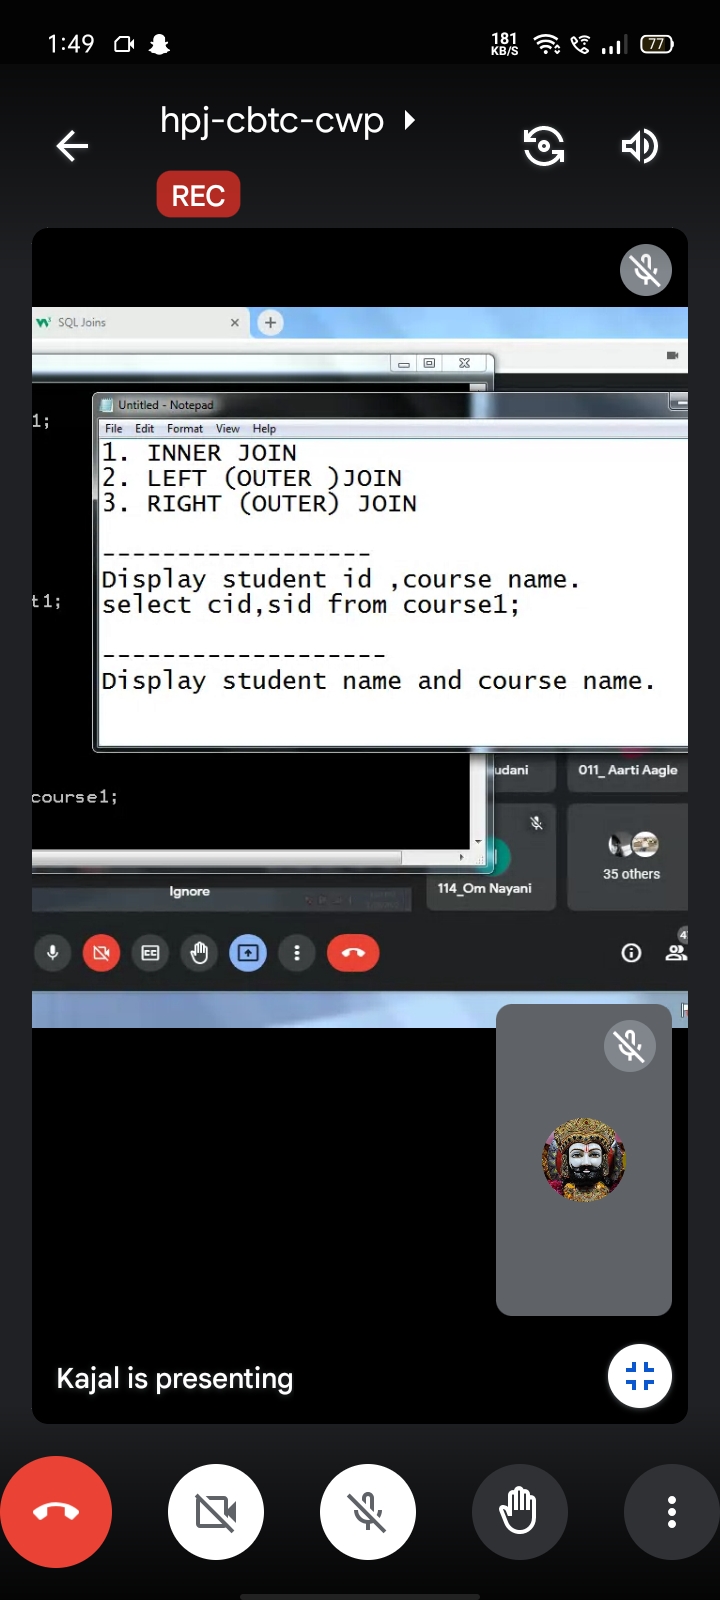 1:49
181
KB/S
77
hpj-cbtc-cwp
REC
SQL Joins
1;
Untitled - Notepad
File Edit Format View Help
1. INNER JOIN
2. LEFT (OUTER )JOIN
3. RIGHT (OUTER) JOIN
------------------
Display student id ,course name.
t1;
select cid,sid from course1;
-------------------
Display student name and course name.
udani
011_ Aarti Aagle
course1;
35 others
114_Om Nayani
Ignore
CC
4
Kajal is presenting